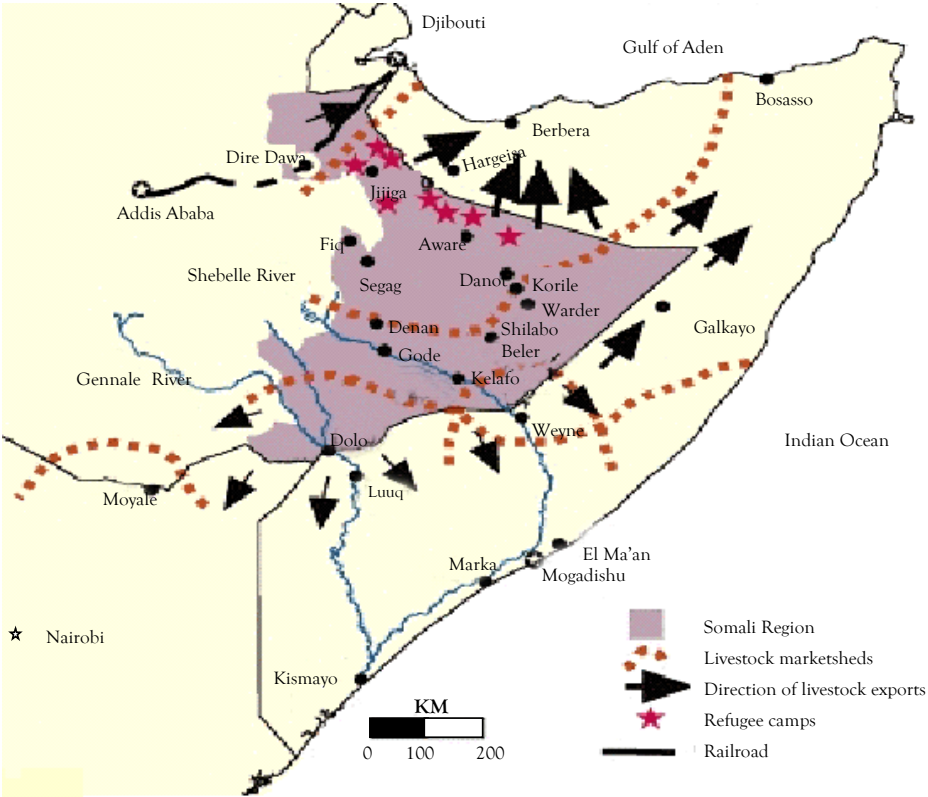 Djibouti
Gulf of Aden
Bosasso
Berbera
Dire Dawa
Hargeisa
Jijiga
Addis Ababa
Fiq
Aware
Shebelle River
Segag
Danot
Korile
Warder
Denan
Shilabo
Galkayo
Gode
Beler
Gennale River
Kelafo
Weyne
Dolo
Indian Ocean
Moyale
Luuq
El Ma'an
Marka
Mogadishu
Nairobi
Kismayo
KM
0 100 200
Somali Region
Livestock marketsheds
Direction of livestock exports
Refugee camps
Railroad